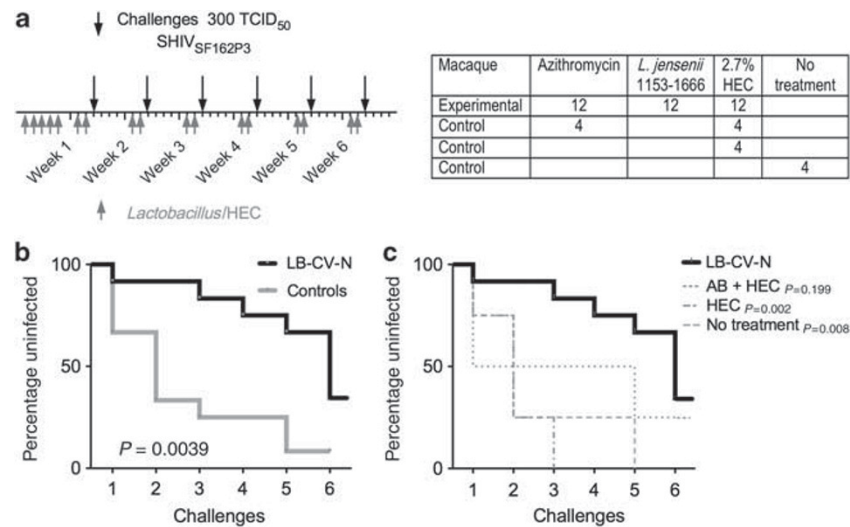 a
Challenges 300 TCID50
SHIVSF162P3
Week 1 Week 2 Week 3 Week 4 Week 5 Week 6
Lactobacillus/HEC
Macaque Azithromycin L. jensenii 1153-1666 2.7% HEC No treatment
Experimental 12 12 12
Control 4 4
Control 4
Control 4
b
Percentage uninfected
100
50
0
LB-CV-N
Controls
P = 0.0039
1 2 3 4 5 6
Challenges
c
Percentage uninfected
100
50
0
LB-CV-N
AB + HEC P=0.199
HEC P=0.002
No treatment P=0.008
1 2 3 4 5 6
Challenges